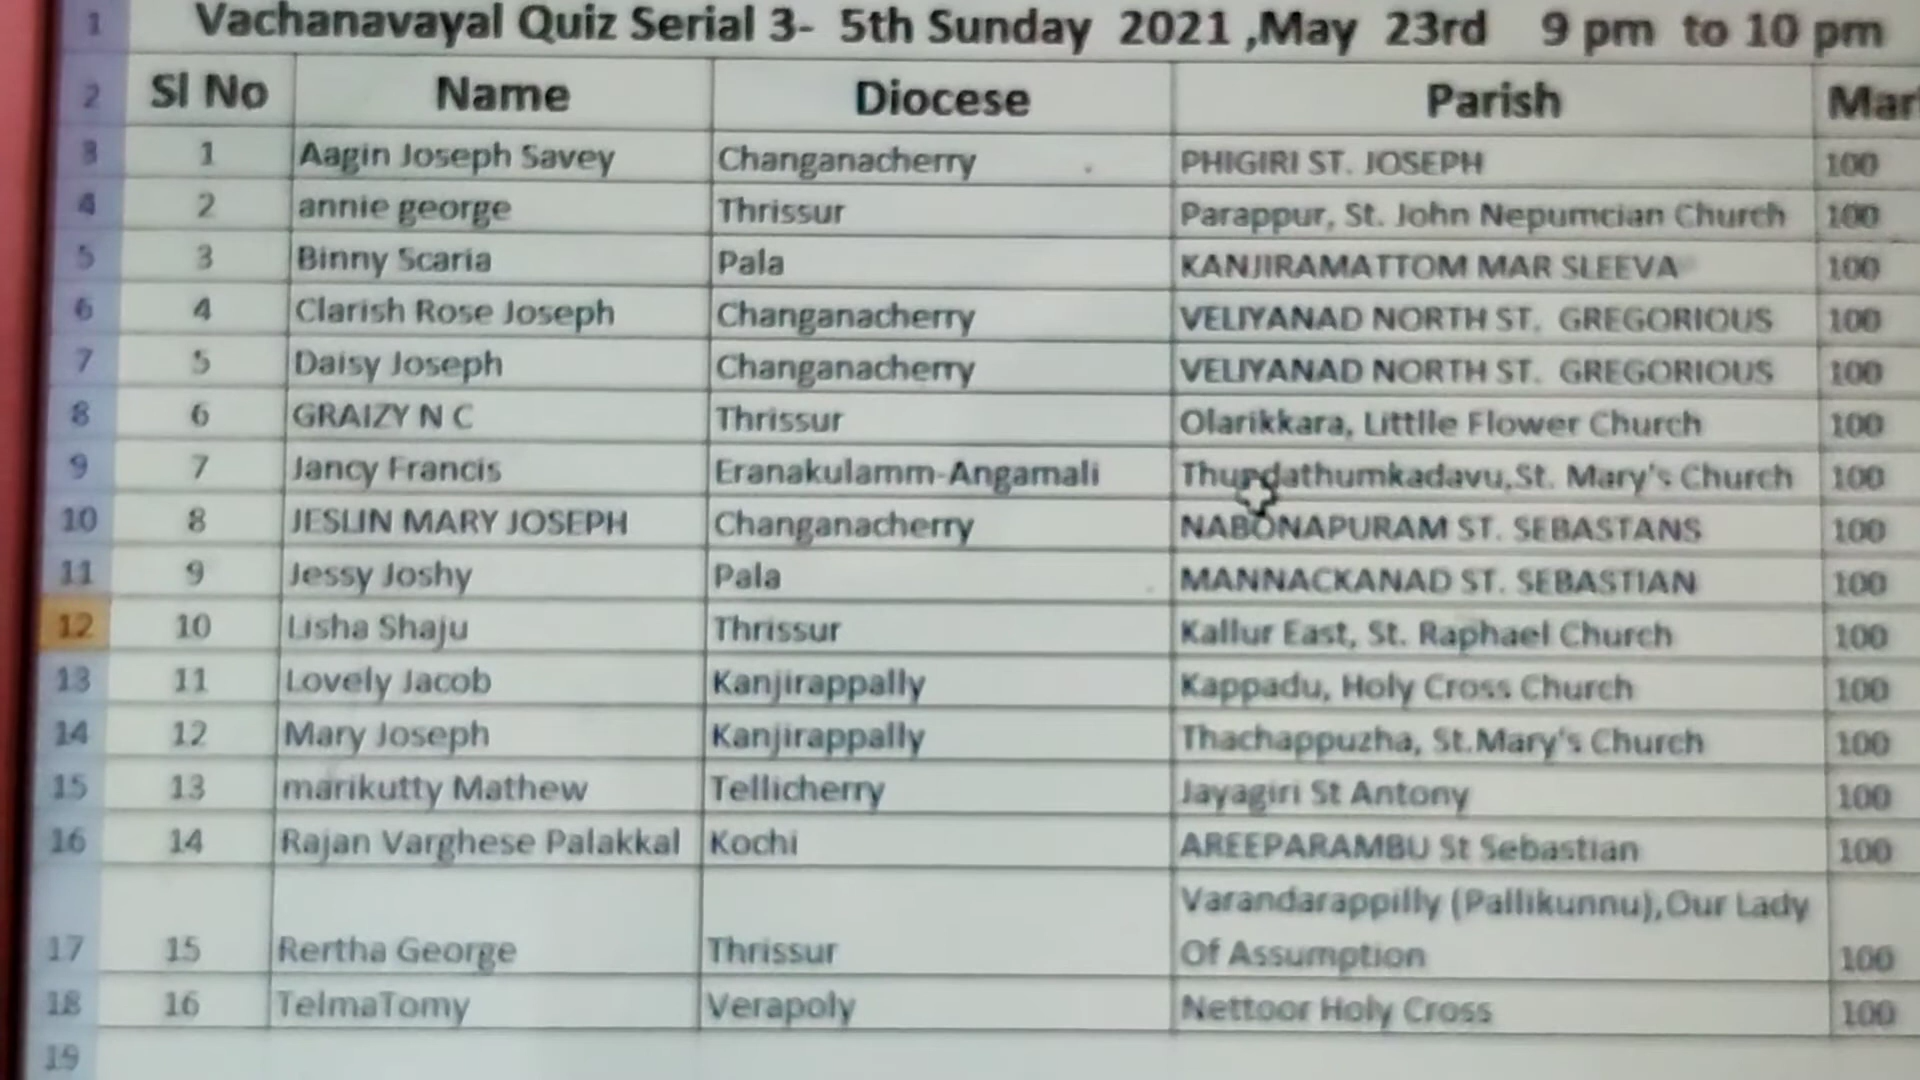 1 Vachanavayal Quiz Serial 3- 5th Sunday 2021 ,May 23rd 9 pm to 10 pm
2 Sl No Name Diocese Parish Mar
3 1 Aagin Joseph Savey Changanacherry PHIGIRI ST. JOSEPH 100
4 2 annie george Thrissur Parappur, St. John Nepumcian Church 100
5 3 Binny Scaria Pala KANJIRAMATTOM MAR SLEEVA 100
6 4 Clarish Rose Joseph Changanacherry VELIYANAD NORTH ST. GREGORIOUS 100
7 5 Daisy Joseph Changanacherry VELIYANAD NORTH ST. GREGORIOUS 100
8 6 GRAIZY N C Thrissur Olarikkara, Littlle Flower Church 100
9 7 Jancy Francis Eranakulamm-Angamali Thundathumkadavu,St. Mary's Church 100
10 8 JESLIN MARY JOSEPH Changanacherry NABONAPURAM ST. SEBASTANS 100
11 9 Jessy Joshy Pala MANNACKANAD ST. SEBASTIAN 100
12 10 Lisha Shaju Thrissur Kallur East, St. Raphael Church 100
13 11 Lovely Jacob Kanjirappally Kappadu, Holy Cross Church 100
14 12 Mary Joseph Kanjirappally Thachappuzha, St.Mary's Church 100
15 13 marikutty Mathew Tellicherry Jayagiri St Antony 100
16 14 Rajan Varghese Palakkal Kochi AREEPARAMBU St Sebastian 100
Varandarappilly (Pallikunnu),Our Lady
17 15 Rertha George Thrissur Of Assumption 100
18 16 TelmaTomy Verapoly Nettoor Holy Cross 100
19